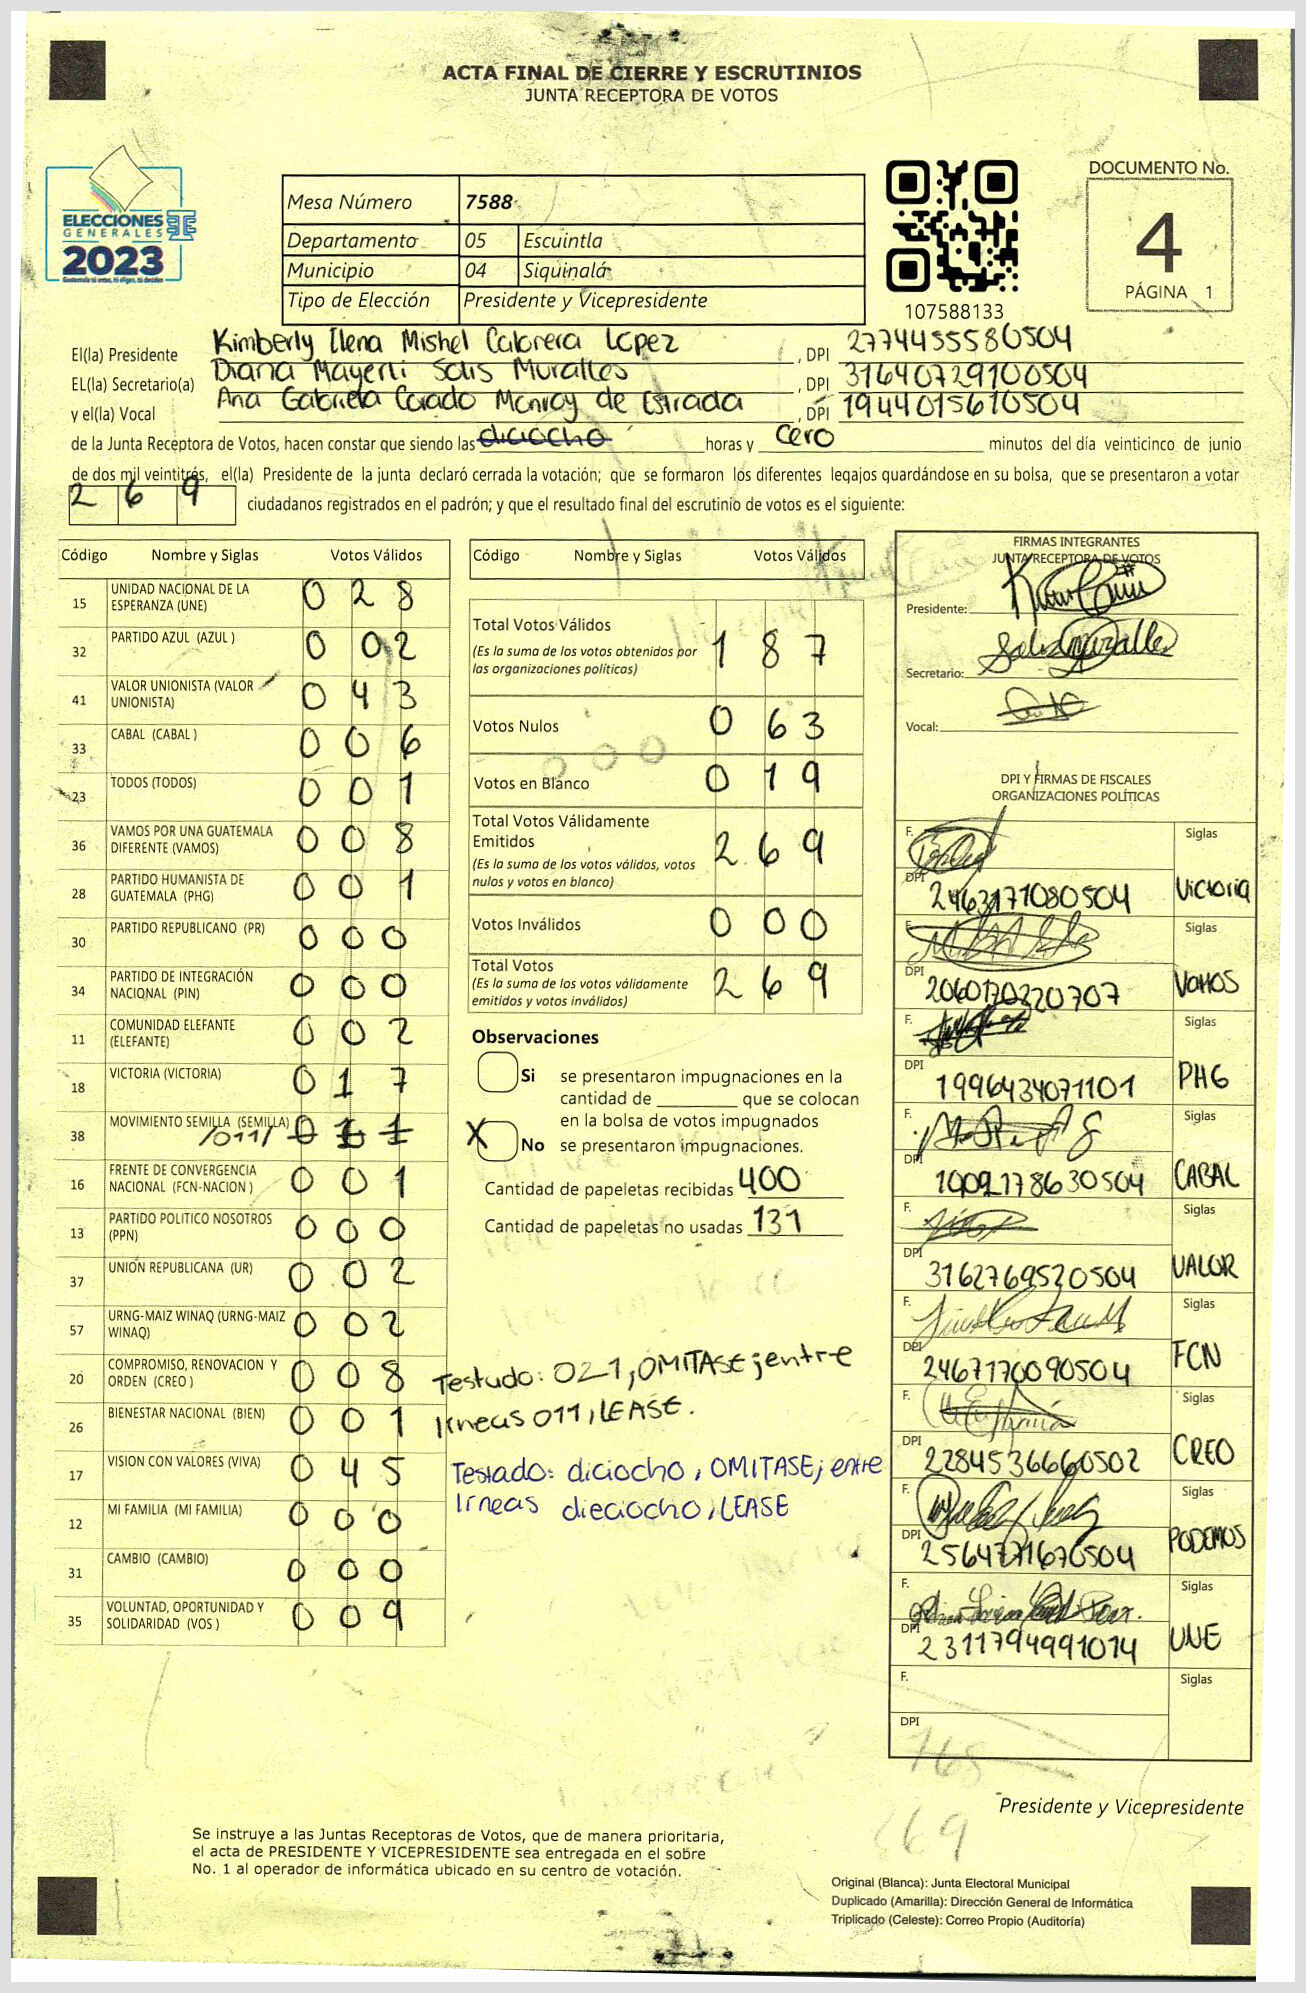 ACTA FINAL DE CIERRE Y ESCRUTINIOS
JUNTA RECEPTORA DE VOTOS
ELECCIONES
GENERALES
2023
Mesa Número 7588
Departamento 05 Escuintla
Municipio 04 Siquinalá
Tipo de Elección Presidente y Vicepresidente
107588133
DOCUMENTO No.
4
PÁGINA 1
El(la) Presidente Kimberly Ilena Mishel Cabrera Lopez, DPI 2774455580504
EL(la) Secretario(a) Diana Mayerli Solis Muralles, DPI 3164072910504
y el(la) Vocal Ana Gabriela Corado Monroy de Estrada, DPI 1944015610504
de la Junta Receptora de Votos, hacen constar que siendo las diciocho horas y cero minutos del día veinticinco de junio
de dos mil veintitrés, el(la) Presidente de la junta declaró cerrada la votación; que se formaron los diferentes legajos guardándose en su bolsa, que se presentaron a votar
2 6 9 ciudadanos registrados en el padrón; y que el resultado final del escrutinio de votos es el siguiente:
Código Nombre y Siglas Votos Válidos
15 UNIDAD NACIONAL DE LA ESPERANZA (UNE) 0 2 8
32 PARTIDO AZUL (AZUL ) 0 0 2
41 VALOR UNIONISTA (VALOR UNIONISTA) 0 4 3
33 CABAL (CABAL ) 0 0 6
23 TODOS (TODOS) 0 0 1
36 VAMOS POR UNA GUATEMALA DIFERENTE (VAMOS) 0 0 8
28 PARTIDO HUMANISTA DE GUATEMALA (PHG) 0 0 1
30 PARTIDO REPUBLICANO (PR) 0 0 0
34 PARTIDO DE INTEGRACIÓN NACIONAL (PIN) 0 0 0
11 COMUNIDAD ELEFANTE (ELEFANTE) 0 0 2
18 VICTORIA (VICTORIA) 0 1 7
38 MOVIMIENTO SEMILLA (SEMILLA) /011/
16 FRENTE DE CONVERGENCIA NACIONAL (FCN-NACION ) 0 0 1
13 PARTIDO POLITICO NOSOTROS (PPN) 0 0 0
37 UNION REPUBLICANA (UR) 0 0 2
57 URNG-MAIZ WINAQ (URNG-MAIZ WINAQ) 0 0 2
20 COMPROMISO, RENOVACION Y ORDEN (CREO ) 0 0 8
26 BIENESTAR NACIONAL (BIEN) 0 0 1
17 VISION CON VALORES (VIVA) 0 4 5
12 MI FAMILIA (MI FAMILIA) 0 0 0
31 CAMBIO (CAMBIO) 0 0 0
35 VOLUNTAD, OPORTUNIDAD Y SOLIDARIDAD (VOS ) 0 0 9
Código Nombre y Siglas Votos Válidos
Total Votos Válidos 1 8 7
(Es la suma de los votos obtenidos por
las organizaciones politicas)
Votos Nulos 0 6 3
Votos en Blanco 0 1 9
Total Votos Válidamente
Emitidos 2 6 9
(Es la suma de los votos válidos, votos
nulos y votos en blanco)
Votos Inválidos 0 0 0
Total Votos 2 6 9
(Es la suma de los votos válidamente
emitidos y votos inválidos)
Observaciones
Si se presentaron impugnaciones en la
cantidad de ________ que se colocan
en la bolsa de votos impugnados
X No se presentaron impugnaciones.
Cantidad de papeletas recibidas 400
Cantidad de papeletas no usadas 131
Testado: 021, OMITASE; entre
lineas 011, LEASE.
Testado: diciocho, OMITASE; entre
lineas dieciocho, LEASE
FIRMAS INTEGRANTES
JUNTA RECEPTORA DE VOTOS
Presidente:
Secretario:
Vocal:
DPI Y FIRMAS DE FISCALES
ORGANIZACIONES POLÍTICAS
F. Siglas
DPI 2463171080504 Victoria
F. Siglas
DPI 2060170220707 VAMOS
F. Siglas
DPI 1996434071101 PHG
F. Siglas
DPI CABAL
F. Siglas
DPI 3162769520504 VALOR
F. Siglas
DPI 2467170090504 FCN
F. Siglas
DPI 2284536660502 CREO
F. Siglas
DPI 2564771670504 PODEMOS
F. Siglas
DPI 2311794991014 UNE
F. Siglas
DPI
Presidente y Vicepresidente
Se instruye a las Juntas Receptoras de Votos, que de manera prioritaria,
el acta de PRESIDENTE Y VICEPRESIDENTE sea entregada en el sobre
No. 1 al operador de informática ubicado en su centro de votación.
Original (Blanca): Junta Electoral Municipal
Duplicado (Amarilla): Dirección General de Informática
Triplicado (Celeste): Correo Propio (Auditoría)